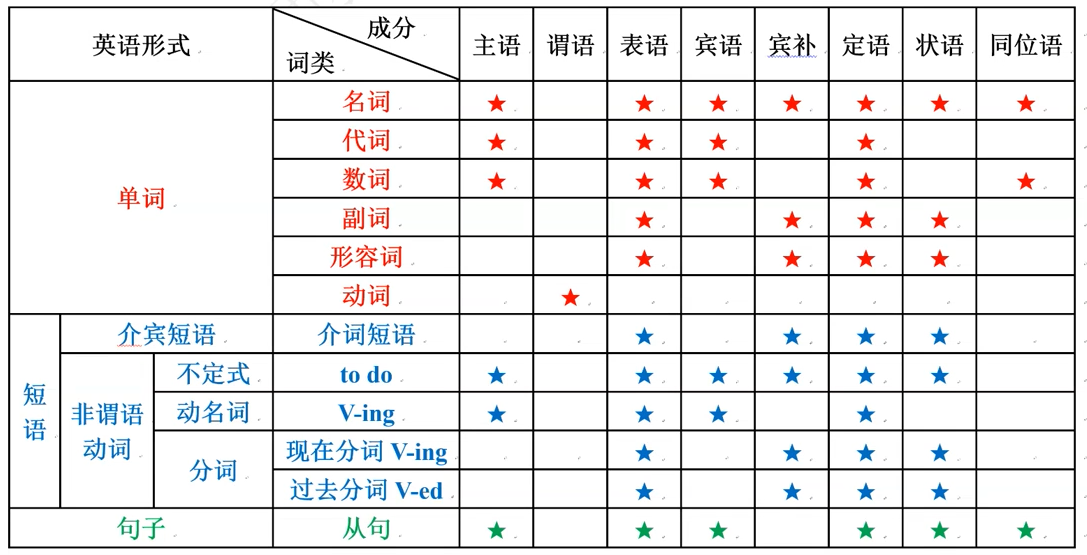 英语形式 成分 词类 主语 谓语 表语 宾语 宾补 定语 状语 同位语
单词 名词 ★ ★ ★ ★ ★ ★ ★
代词 ★ ★ ★ ★
数词 ★ ★ ★ ★ ★
副词 ★ ★ ★ ★
形容词 ★ ★ ★ ★
动词 ★
短语 介宾短语 介词短语 ★ ★ ★ ★
非谓语动词 不定式 to do ★ ★ ★ ★ ★ ★
动名词 V-ing ★ ★ ★ ★
分词 现在分词 V-ing ★ ★ ★ ★
过去分词 V-ed ★ ★ ★ ★
句子 从句 ★ ★ ★ ★ ★ ★